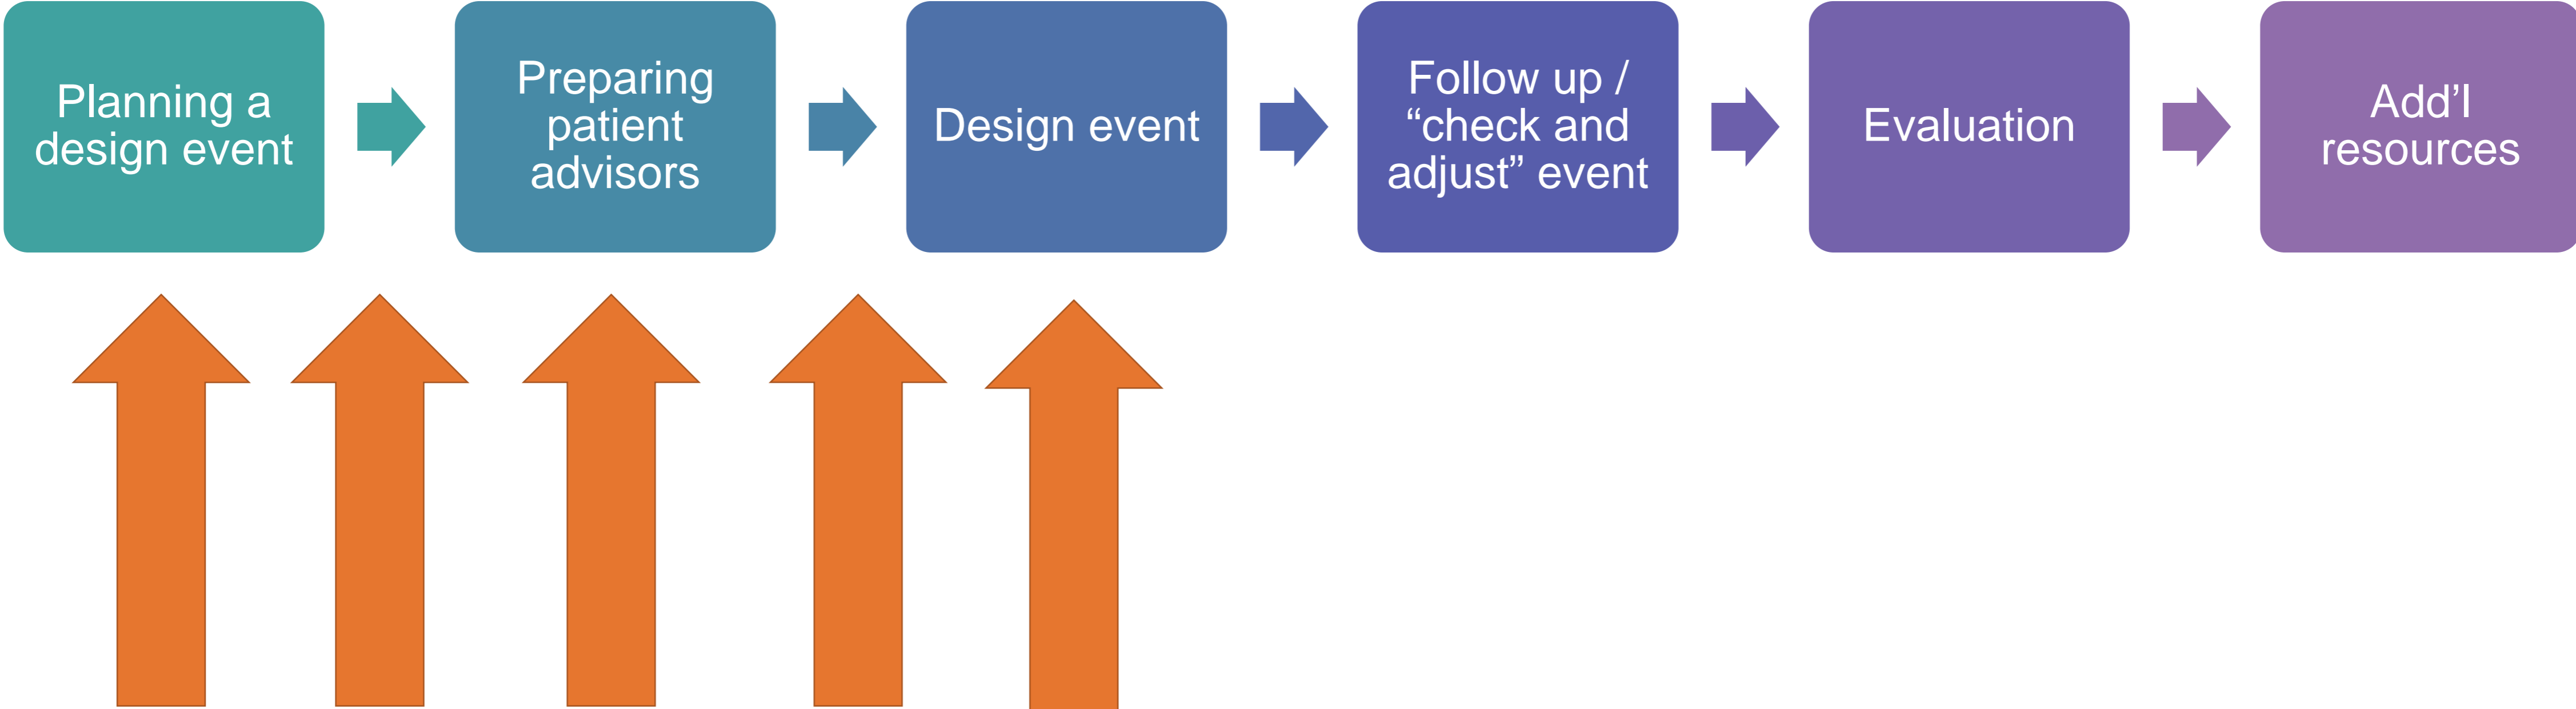 Planning a
design event
Preparing
patient
advisors
Design event
Follow up /
“check and
adjust” event
Evaluation
Add’l
resources